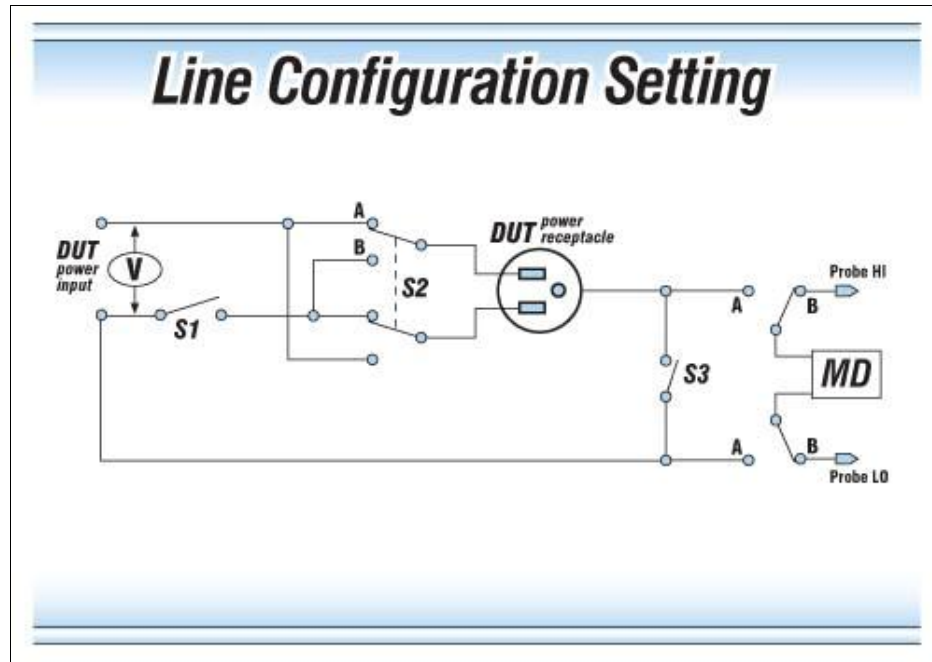 Line Configuration Setting
A
B
DUT
power
input
V
S1
S2
DUT power
receptacle
S3
A
B
Probe HI
MD
A
B
Probe LO